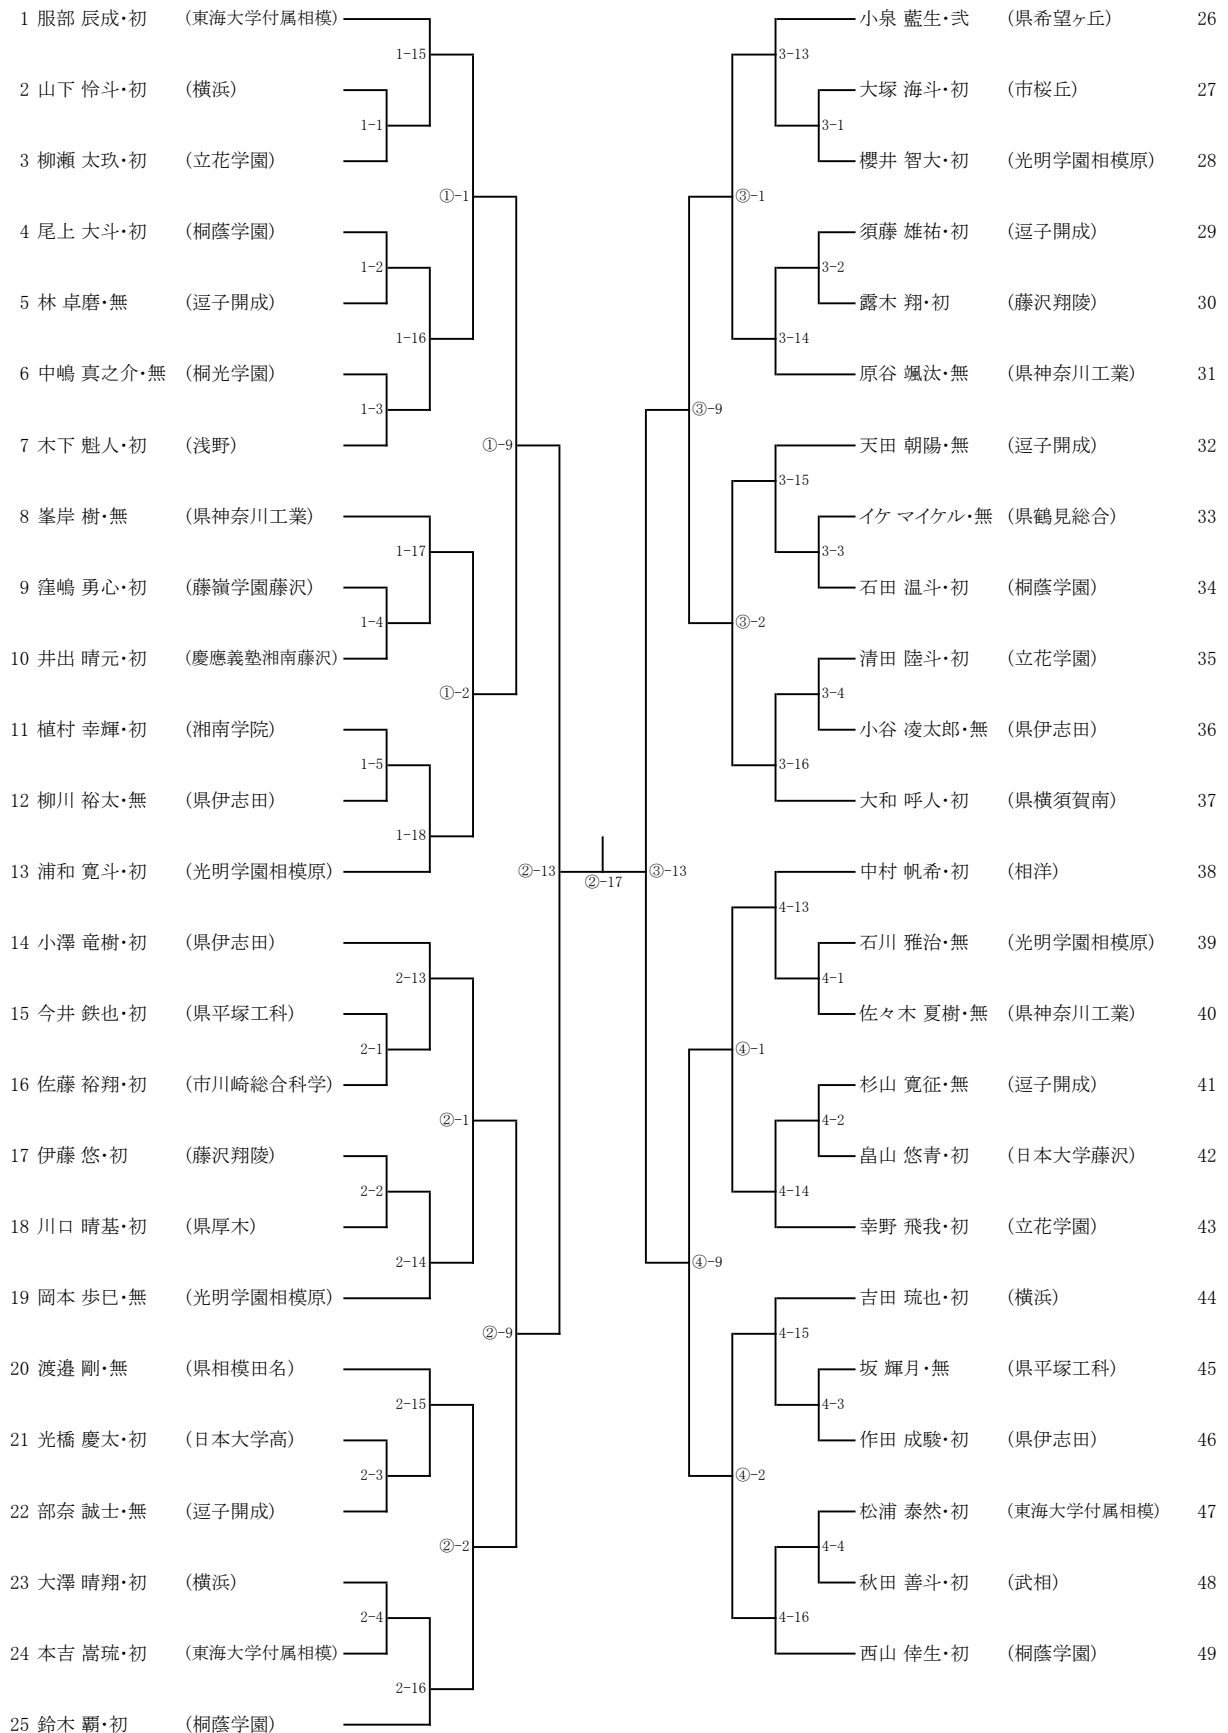 1 服部 辰成・初 (東海大学付属相模)
1-15
2 山下 怜斗・初 (横浜)
1-1
3 柳瀬 太玖・初 (立花学園)
①-1
4 尾上 大斗・初 (桐蔭学園)
1-2
5 林 卓磨・無 (逗子開成)
1-16
6 中嶋 真之介・無 (桐光学園)
1-3
7 木下 魁人・初 (浅野)
①-9
8 峯岸 樹・無 (県神奈川工業)
1-17
9 窪嶋 勇心・初 (藤嶺学園藤沢)
1-4
10 井出 晴元・初 (慶應義塾湘南藤沢)
①-2
11 植村 幸輝・初 (湘南学院)
1-5
12 柳川 裕太・無 (県伊志田)
1-18
13 浦和 寛斗・初 (光明学園相模原)
②-13
②-17
14 小澤 竜樹・初 (県伊志田)
2-13
15 今井 鉄也・初 (県平塚工科)
2-1
16 佐藤 裕翔・初 (市川崎総合科学)
②-1
17 伊藤 悠・初 (藤沢翔陵)
2-2
18 川口 晴基・初 (県厚木)
2-14
19 岡本 歩巳・無 (光明学園相模原)
②-9
20 渡邉 剛・無 (県相模田名)
2-15
21 光橋 慶太・初 (日本大学高)
2-3
22 部奈 誠士・無 (逗子開成)
②-2
23 大澤 晴翔・初 (横浜)
2-4
24 本吉 嵩琉・初 (東海大学付属相模)
2-16
25 鈴木 覇・初 (桐蔭学園)
小泉 藍生・弐 (県希望ヶ丘) 26
3-13
大塚 海斗・初 (市桜丘) 27
3-1
櫻井 智大・初 (光明学園相模原) 28
③-1
須藤 雄祐・初 (逗子開成) 29
3-2
露木 翔・初 (藤沢翔陵) 30
3-14
原谷 颯汰・無 (県神奈川工業) 31
③-9
天田 朝陽・無 (逗子開成) 32
3-15
イケ マイケル・無 (県鶴見総合) 33
3-3
石田 温斗・初 (桐蔭学園) 34
③-2
清田 陸斗・初 (立花学園) 35
3-4
小谷 凌太郎・無 (県伊志田) 36
3-16
大和 呼人・初 (県横須賀南) 37
③-13
中村 帆希・初 (相洋) 38
4-13
石川 雅治・無 (光明学園相模原) 39
4-1
佐々木 夏樹・無 (県神奈川工業) 40
④-1
杉山 寛征・無 (逗子開成) 41
4-2
畠山 悠青・初 (日本大学藤沢) 42
4-14
幸野 飛我・初 (立花学園) 43
④-9
吉田 琉也・初 (横浜) 44
4-15
坂 輝月・無 (県平塚工科) 45
4-3
作田 成駿・初 (県伊志田) 46
④-2
松浦 泰然・初 (東海大学付属相模) 47
4-4
秋田 善斗・初 (武相) 48
4-16
西山 倖生・初 (桐蔭学園) 49